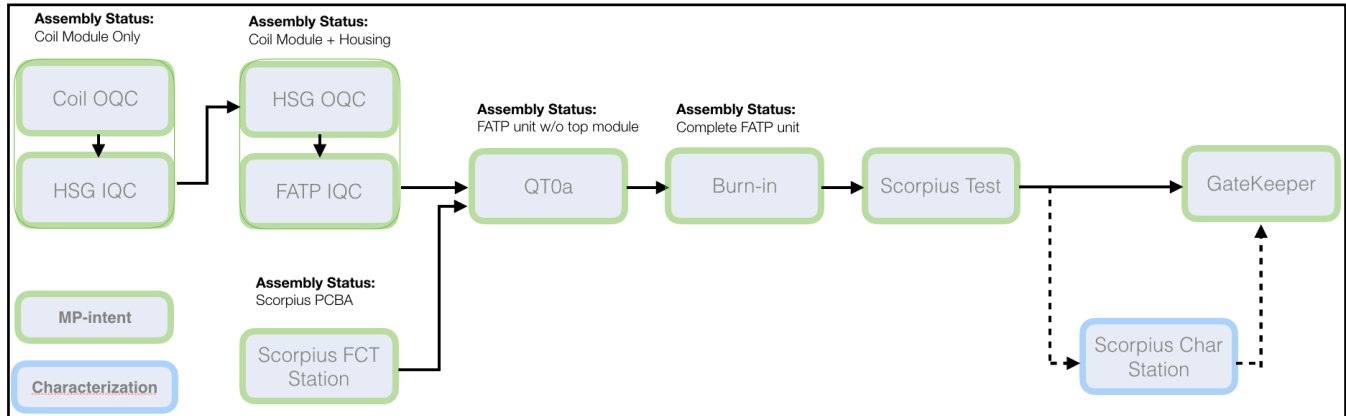 Assembly Status:
Coil Module Only
Coil OQC
HSG IQC
Assembly Status:
Coil Module + Housing
HSG OQC
FATP IQC
Assembly Status:
FATP unit w/o top module
QT0a
Assembly Status:
Complete FATP unit
Burn-in
Scorpius Test
GateKeeper
Assembly Status:
Scorpius PCBA
Scorpius FCT
Station
Scorpius Char
Station
MP-intent
Characterization